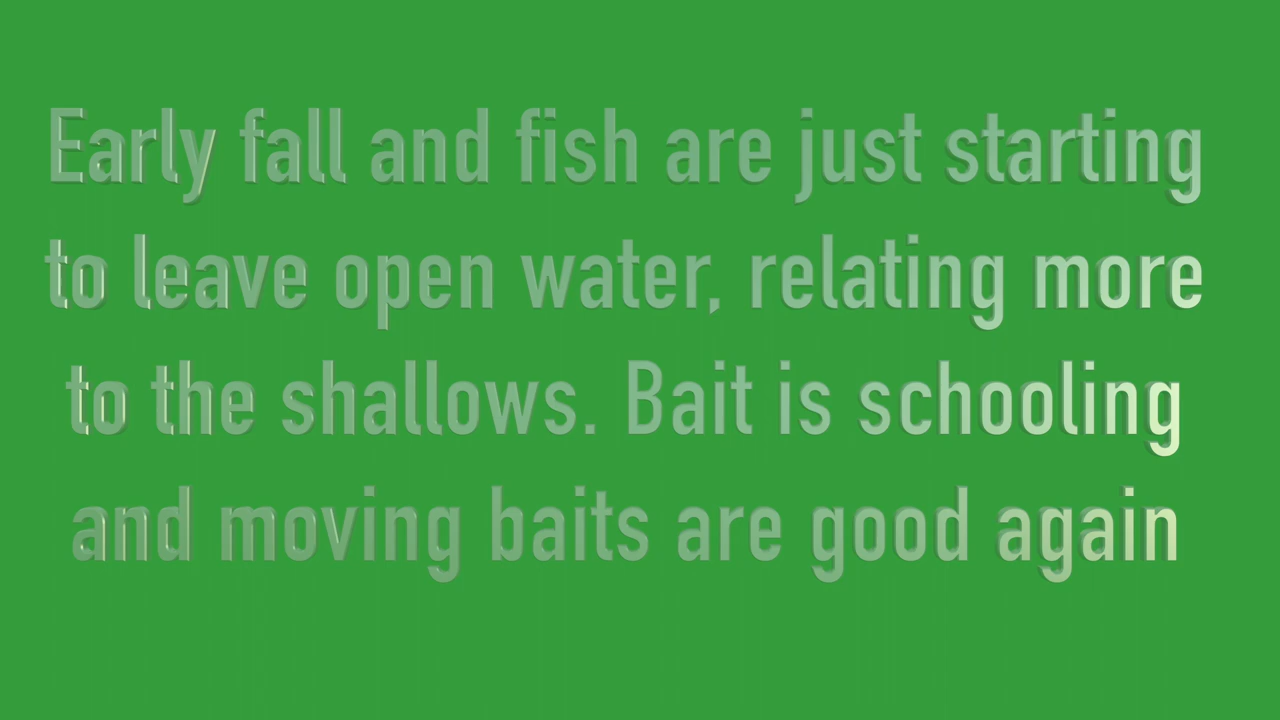 Early fall and fish are just starting
to leave open water, relating more
to the shallows. Bait is schooling
and moving baits are good again